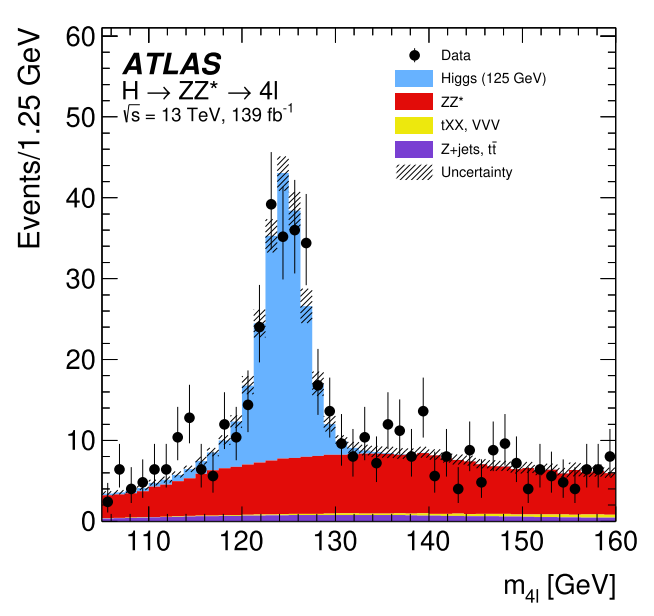 60
50
40
30
20
10
0
Events/1.25 GeV
ATLAS
H → ZZ* → 4l
√s = 13 TeV, 139 fb⁻¹
Data
Higgs (125 GeV)
ZZ*
tXX, VVV
Z+jets, tt̄
Uncertainty
110 120 130 140 150 160
m₄ₗ [GeV]